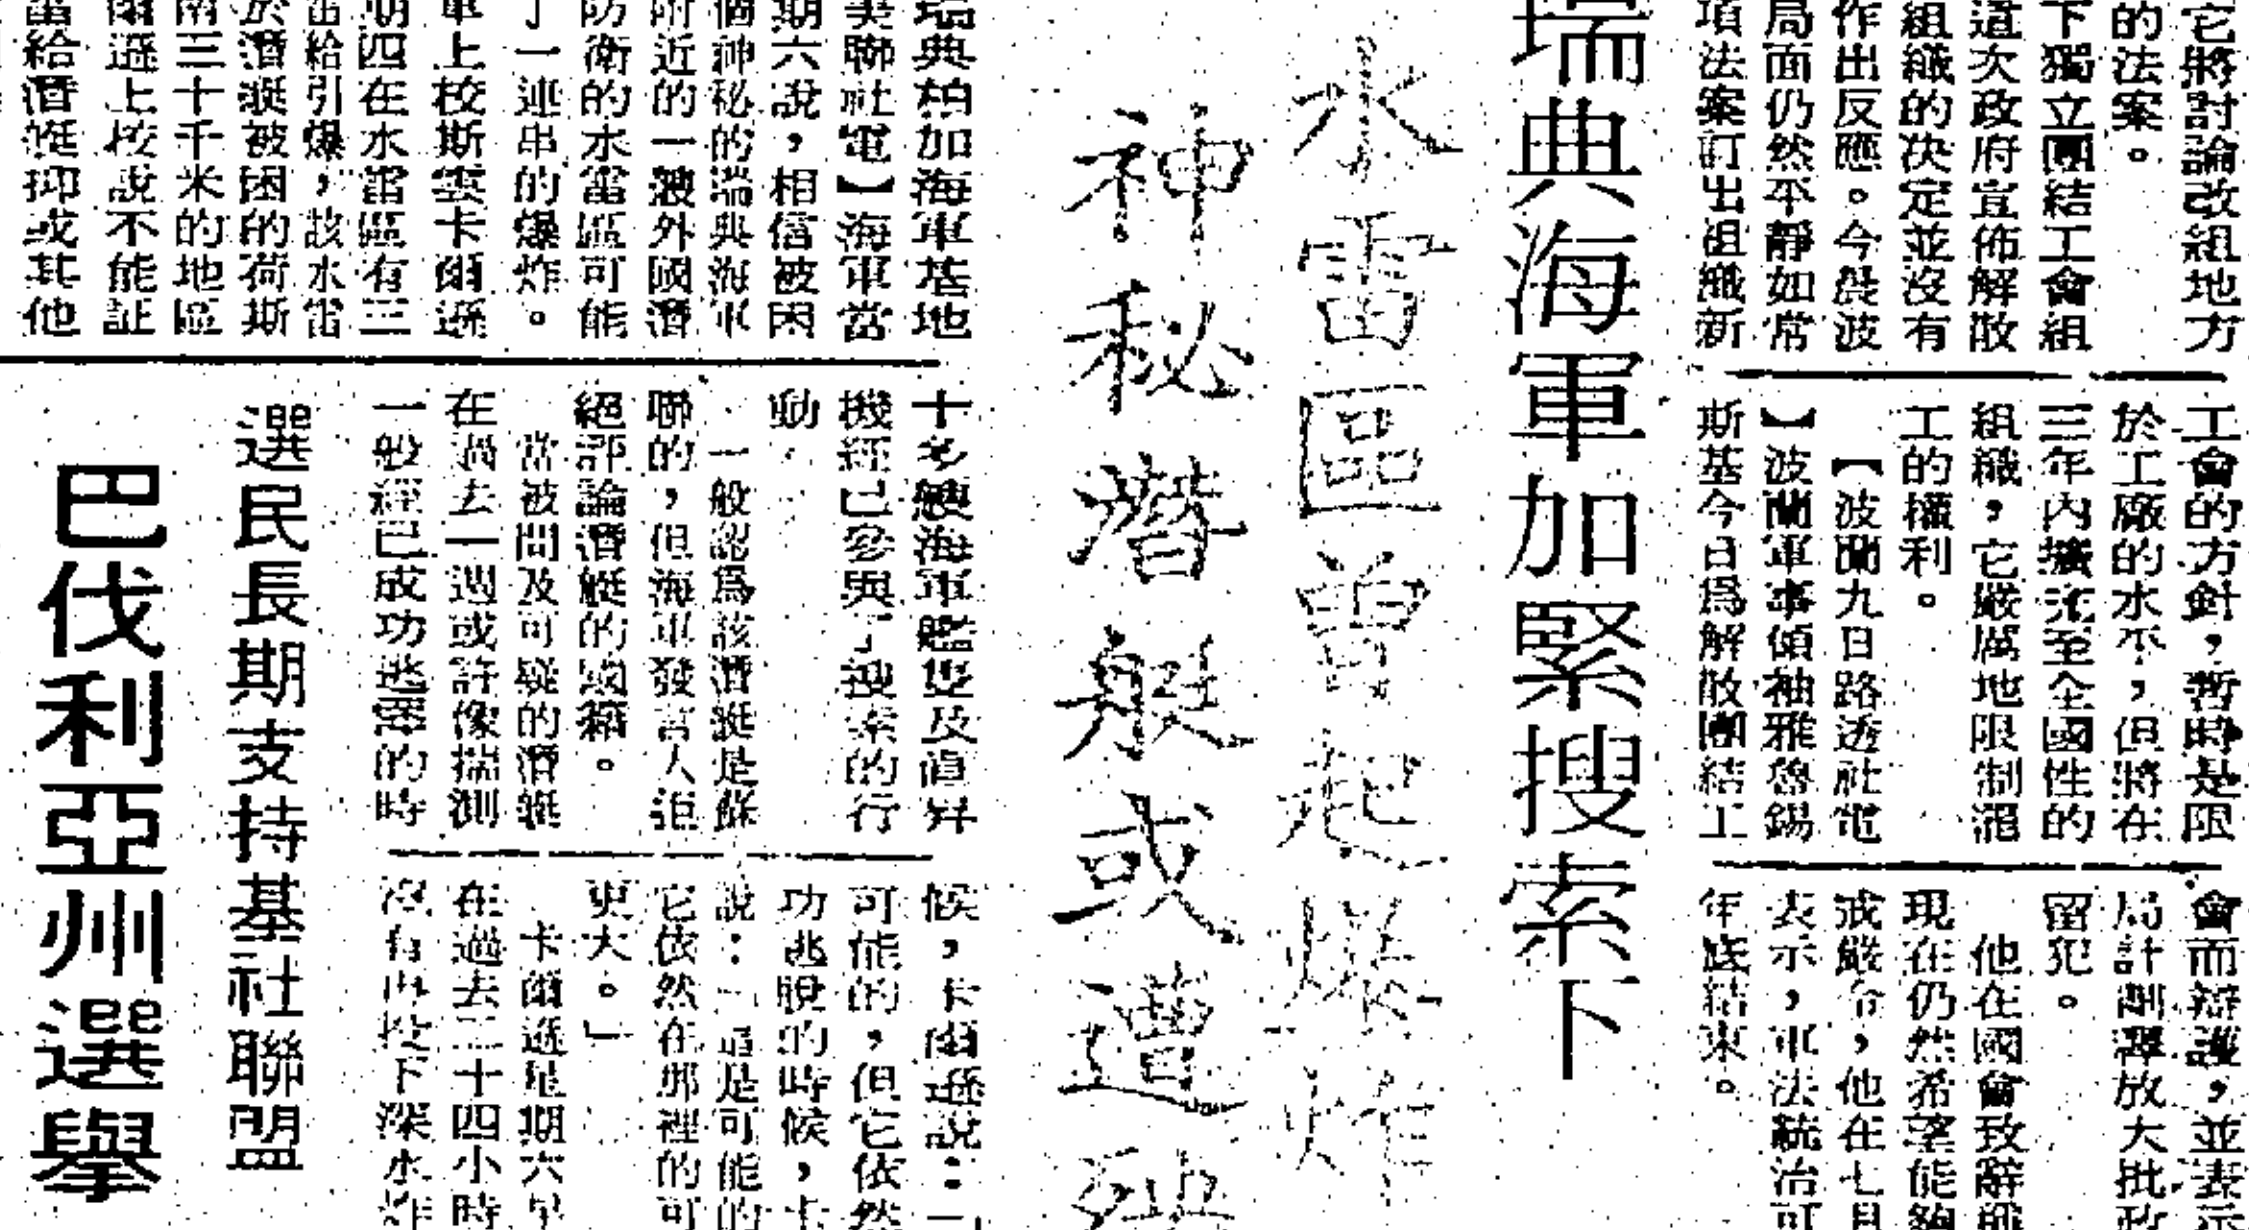 它將討論改組地方
的法案。
下獨立團結工會組
道次政府宣佈解散
組織的决定並沒有
作出反應。今晨波
局面仍然平靜如常
項法案訂出組織新
工會的方針，暫時是限
於工廠的水平，但將在
三年內擴充至全國性的
組織，它嚴厲地限制罷
工的權利。
【波蘭九日路透社電
】波蘭軍事領袖雅魯錫
斯基今日爲解散團結工
會而辯護，並表示
局計劃釋放大批政
留犯。
他在國會致辭
現在仍然希望能夠
戒嚴令，他在七月
表示，軍法統治可
年底結束。
瑞典海軍加緊搜索下
水雷區曾起爆炸
神秘潛艇或遭
瑞典柏加海軍基地
美聯社電】海軍當
期六說，相信被困
個神秘的瑞典海軍
附近的一艘外國潛
防衛的水雷區可能
了一連串的爆炸。
軍上校斯雲卡爾遜
期四在水雷區有三
雷給引爆，該水雷
於潛艇被困的荷斯
南三十千米的地區
爾遜上校說不能証
雷給潛艇抑或其他
十多艘海軍艦隻及直昇
機經已參與了搜索的行
動
一般認爲該潛艇是蘇
聯的，但海軍發言人拒
絕評論潛艇的國籍。
當被問及可疑的潛艇
在過去一週或許像揣測
一般經已成功逃離的時
候，卡爾遜說：「
可能的，但它依然
功逃脫的時候，卡
說：「這是可能的
它依然在那裡的可
更大。」
卡爾遜是期六早
在過去二十四小時
沒有再投下深水炸
選民長期支持基社聯盟
巴伐利亞州選舉